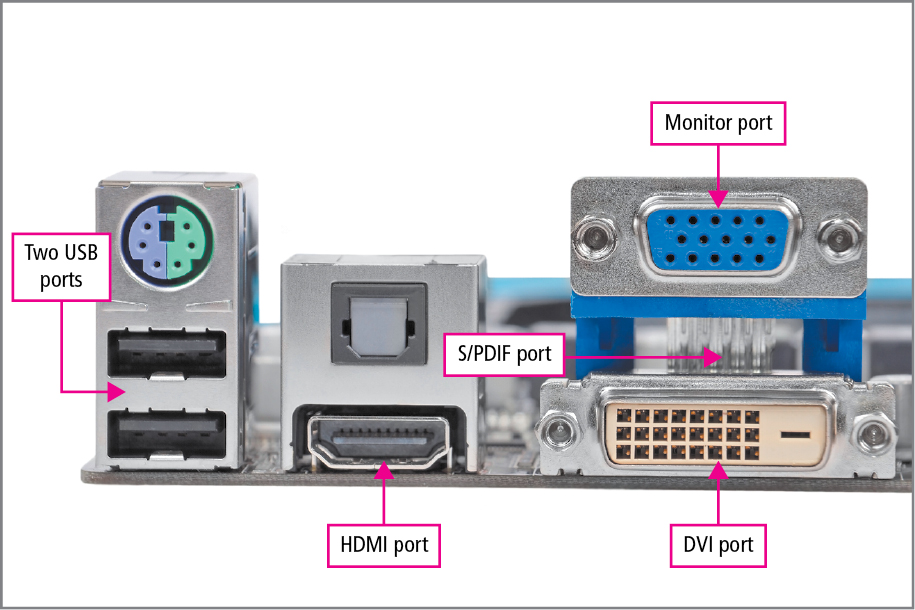 Monitor port
Two USB
ports
S/PDIF port
HDMI port
DVI port